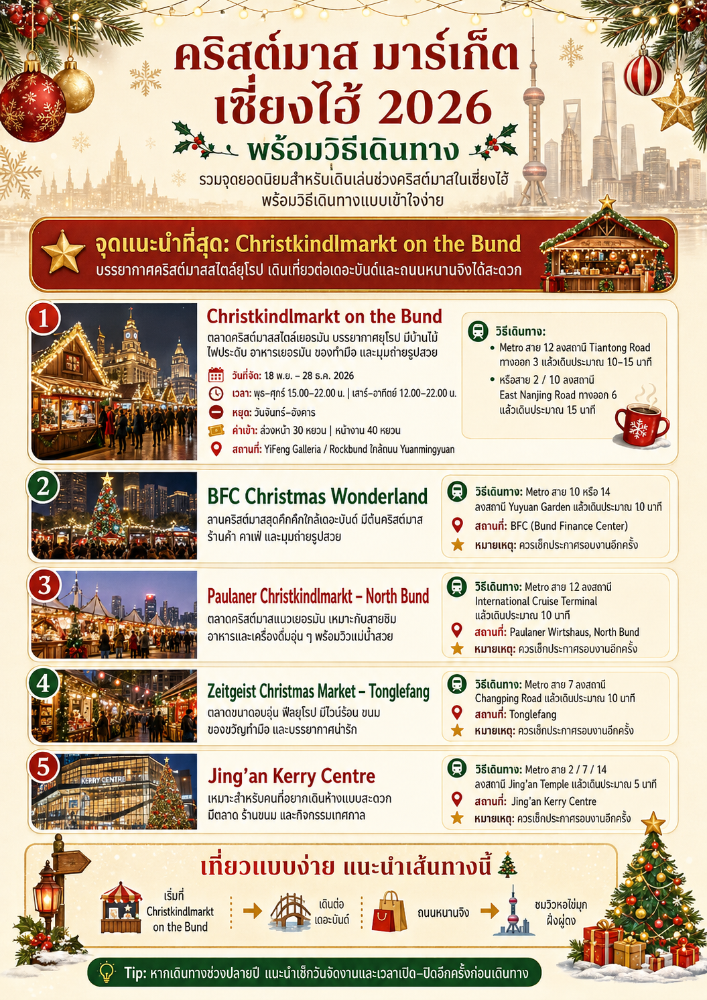 คริสต์มาส มาร์เก็ต
เซี่ยงไฮ้ 2026
พร้อมวิธีเดินทาง
รวมจุดยอดนิยมสำหรับเดินเล่นช่วงคริสต์มาสในเซี่ยงไฮ้
พร้อมวิธีเดินทางแบบเข้าใจง่าย
จุดแนะนำที่สุด: Christkindlmarkt on the Bund
บรรยากาศคริสต์มาสสไตล์ยุโรป เดินเที่ยวต่อเดอะบันด์และถนนหนานจิงได้สะดวก
1
Christkindlmarkt on the Bund
ตลาดคริสต์มาสสไตล์เยอรมัน บรรยากาศยุโรป มีบ้านไม้
ไฟประดับ อาหารเยอรมัน ของทำมือ และมุมถ่ายรูปสวย
วันที่จัด: 18 พ.ย. – 28 ธ.ค. 2026
เวลา: พุธ–ศุกร์ 15.00–22.00 น. | เสาร์–อาทิตย์ 12.00–22.00 น.
หยุด: วันจันทร์–อังคาร
ค่าเข้า: ล่วงหน้า 30 หยวน | หน้างาน 40 หยวน
สถานที่: YiFeng Galleria / Rockbund ใกล้ถนน Yuanmingyuan
วิธีเดินทาง:
• Metro สาย 12 ลงสถานี Tiantong Road
ทางออก 3 แล้วเดินประมาณ 10–15 นาที
• หรือสาย 2 / 10 ลงสถานี
East Nanjing Road ทางออก 6
แล้วเดินประมาณ 15 นาที
2
BFC Christmas Wonderland
ลานคริสต์มาสสุดคึกคึกใกล้เดอะบันด์ มีต้นคริสต์มาส
ร้านค้า คาเฟ่ และมุมถ่ายรูปสวย
วิธีเดินทาง: Metro สาย 10 หรือ 14
ลงสถานี Yuyuan Garden แล้วเดินประมาณ 10 นาที
สถานที่: BFC (Bund Finance Center)
หมายเหตุ: ควรเช็กประกาศรอบงานอีกครั้ง
3
Paulaner Christkindlmarkt – North Bund
ตลาดคริสต์มาสแนวเยอรมัน เหมาะกับสายชิม
อาหารและเครื่องดื่มอุ่น ๆ พร้อมวิวแม่น้ำสวย
วิธีเดินทาง: Metro สาย 12 ลงสถานี
International Cruise Terminal
แล้วเดินประมาณ 10 นาที
สถานที่: Paulaner Wirtshaus, North Bund
หมายเหตุ: ควรเช็กประกาศรอบงานอีกครั้ง
4
Zeitgeist Christmas Market – Tonglefang
ตลาดขนาดอบอุ่น ฟีลยุโรป มีไวน์ร้อน ขนม
ของขวัญทำมือ และบรรยากาศน่ารัก
วิธีเดินทาง: Metro สาย 7 ลงสถานี
Changping Road แล้วเดินประมาณ 10 นาที
สถานที่: Tonglefang
หมายเหตุ: ควรเช็กประกาศรอบงานอีกครั้ง
5
KERRY CENTRE
Jing'an Kerry Centre
เหมาะสำหรับคนที่อยากเดินห้างแบบสะดวก
มีตลาด ร้านขนม และกิจกรรมเทศกาล
วิธีเดินทาง: Metro สาย 2 / 7 / 14
ลงสถานี Jing'an Temple แล้วเดินประมาณ 5 นาที
สถานที่: Jing'an Kerry Centre
หมายเหตุ: ควรเช็กประกาศรอบงานอีกครั้ง
เที่ยวแบบง่าย แนะนำเส้นทางนี้
เริ่มที่
Christkindlmarkt
on the Bund
เดินต่อ
เดอะบันด์
ถนนหนานจิง
ชมวิวหอไข่มุก
ฝั่งผู่ตง
Tip: หากเดินทางช่วงปลายปี แนะนำเช็กวันจัดงานและเวลาเปิด–ปิดอีกครั้งก่อนเดินทาง